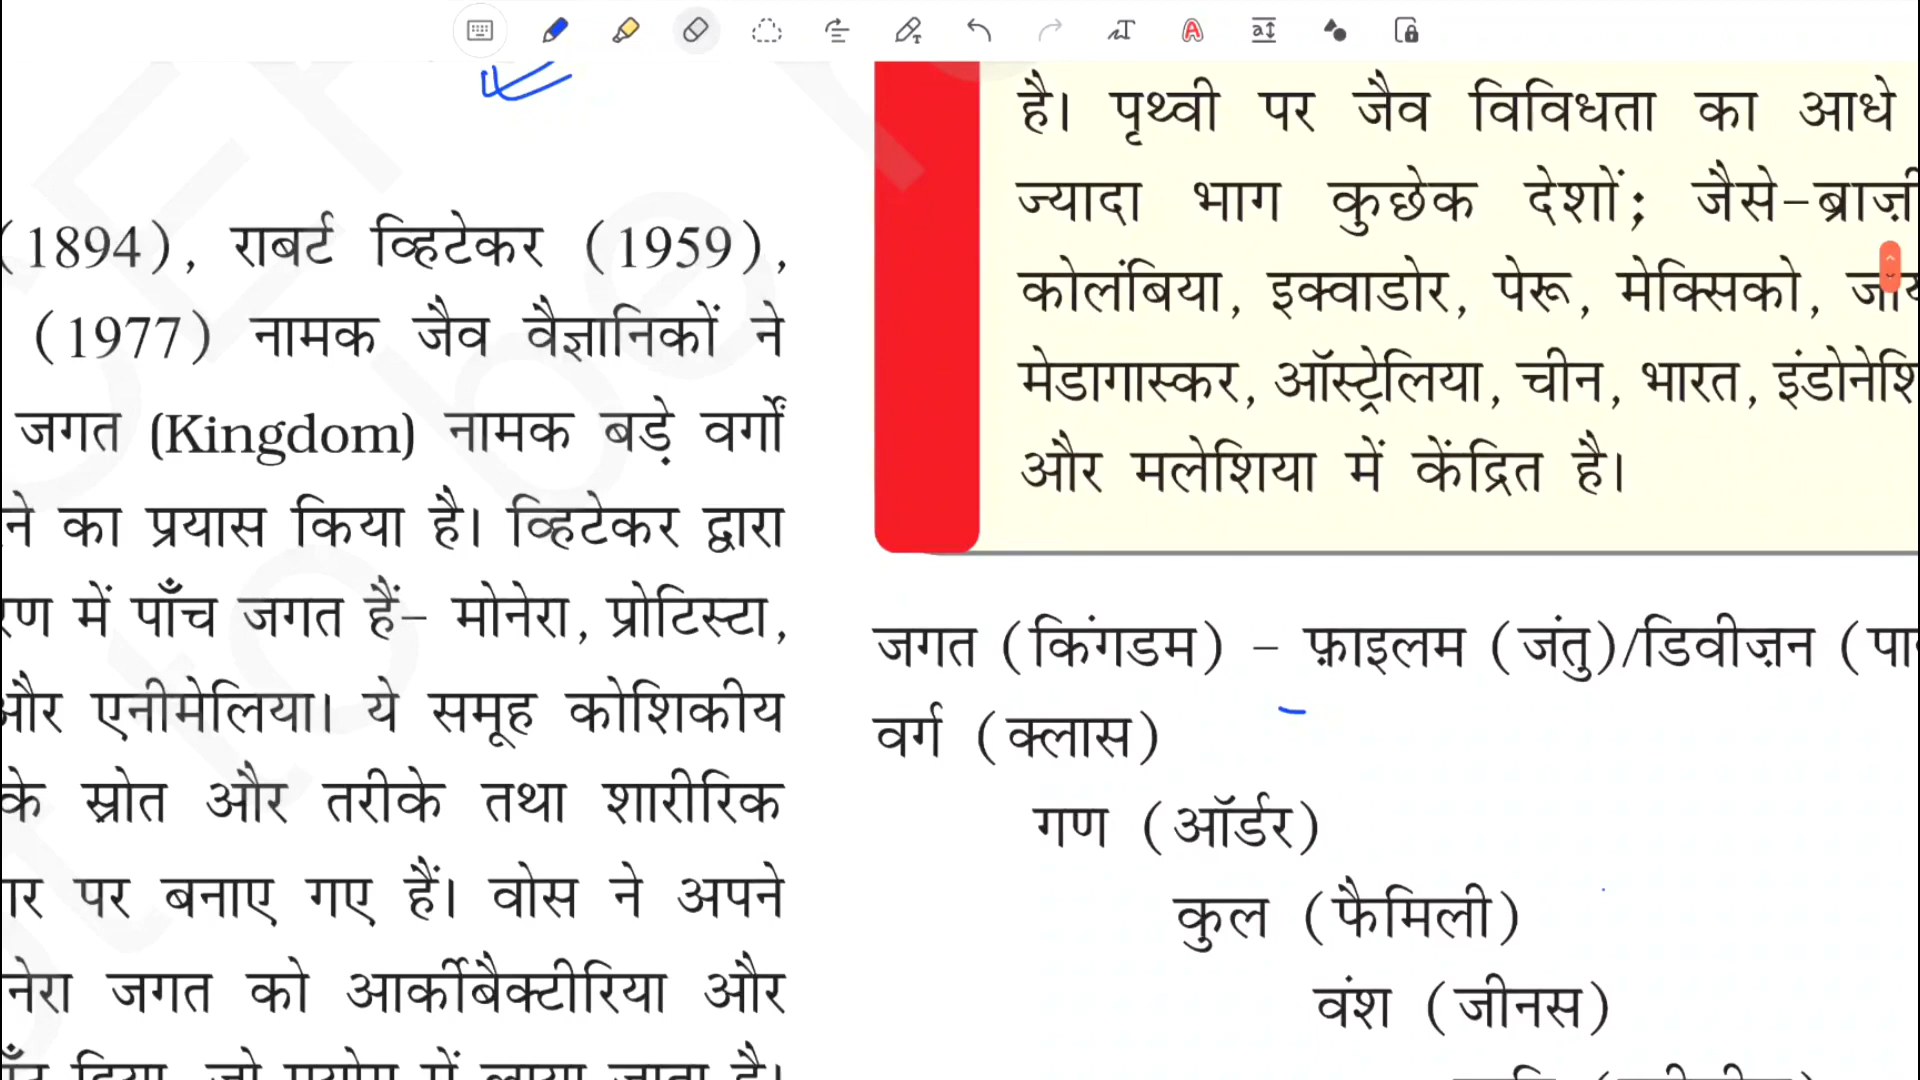 (1894), राबर्ट व्हिटेकर (1959),
(1977) नामक जैव वैज्ञानिकों ने
जगत (Kingdom) नामक बड़े वर्गों
का प्रयास किया है। व्हिटेकर द्वारा
में पाँच जगत हैं– मोनेरा, प्रोटिस्टा,
और एनीमेलिया। ये समूह कोशिकीय
के स्रोत और तरीके तथा शारीरिक
पर बनाए गए हैं। वोस ने अपने
जगत को आर्कीबैक्टीरिया और
है। पृथ्वी पर जैव विविधता का आधे
ज्यादा भाग कुछेक देशों; जैसे–
कोलंबिया, इक्वाडोर, पेरू, मेक्सिको,
मेडागास्कर, ऑस्ट्रेलिया, चीन, भारत,
और मलेशिया में केंद्रित है।
जगत (किंगडम) – फ़ाइलम (जंतु)/डिवीज़न
वर्ग (क्लास)
गण (ऑर्डर)
कुल (फैमिली)
वंश (जीनस)